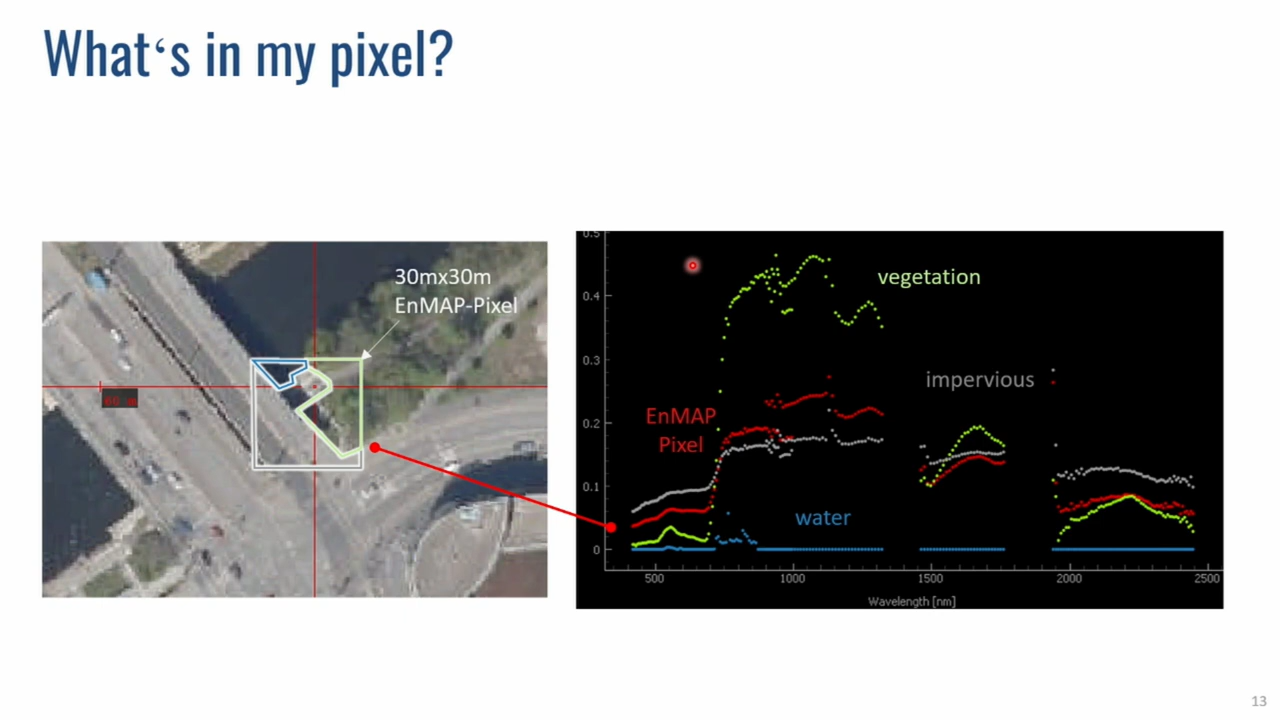 What‘s in my pixel?
30mx30m
EnMAP-Pixel
0.5
vegetation
0.4
0.3
impervious
EnMAP
Pixel
0.2
0.1
water
0
500
1000
1500
2000
2500
Wavelength [nm]
13